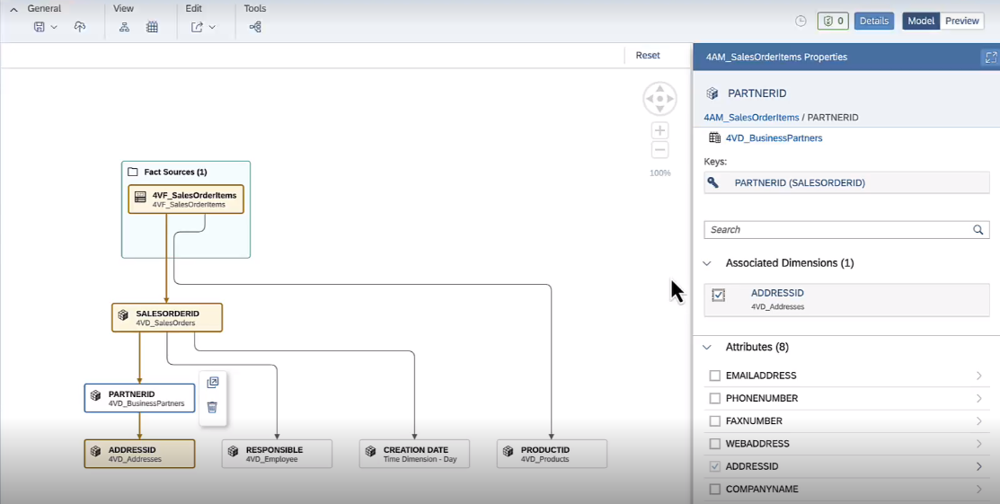 General
View
Edit
Tools
0
Details
Model
Preview
Reset
100%
Fact Sources (1)
4VF_SalesOrderItems
4VF_SalesOrderItems
SALESORDERID
4VD_SalesOrders
PARTNERID
4VD_BusinessPartners
ADDRESSID
4VD_Addresses
RESPONSIBLE
4VD_Employee
CREATION DATE
Time Dimension - Day
PRODUCTID
4VD_Products
4AM_SalesOrderItems Properties
PARTNERID
4AM_SalesOrderItems / PARTNERID
4VD_BusinessPartners
Keys:
PARTNERID (SALESORDERID)
Search
Associated Dimensions (1)
ADDRESSID
4VD_Addresses
Attributes (8)
EMAILADDRESS
PHONENUMBER
FAXNUMBER
WEBADDRESS
ADDRESSID
COMPANYNAME